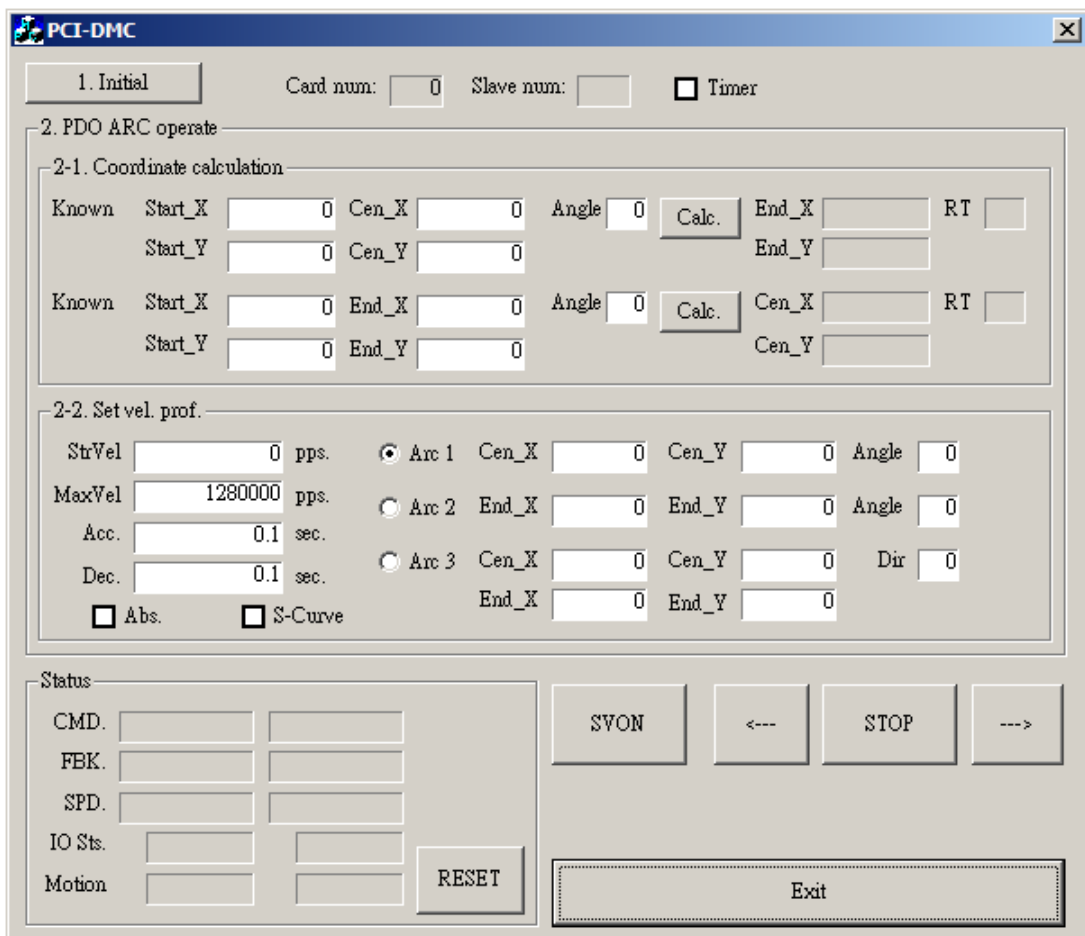 PCI-DMC
1. Initial Card num: 0 Slave num: Timer
2. PDO ARC operate
2-1. Coordinate calculation
Known Start_X 0 Cen_X 0 Angle 0 Calc. End_X RT
Start_Y 0 Cen_Y 0 End_Y
Known Start_X 0 End_X 0 Angle 0 Calc. Cen_X RT
Start_Y 0 End_Y 0 Cen_Y
2-2. Set vel. prof.
StrVel 0 pps. Arc 1 Cen_X 0 Cen_Y 0 Angle 0
MaxVel 1280000 pps. Arc 2 End_X 0 End_Y 0 Angle 0
Acc. 0.1 sec.
Dec. 0.1 sec. Arc 3 Cen_X 0 Cen_Y 0 Dir 0
Abs. S-Curve End_X 0 End_Y 0
Status
CMD. SVON <--- STOP --->
FBK.
SPD.
IO Sts.
Motion RESET Exit